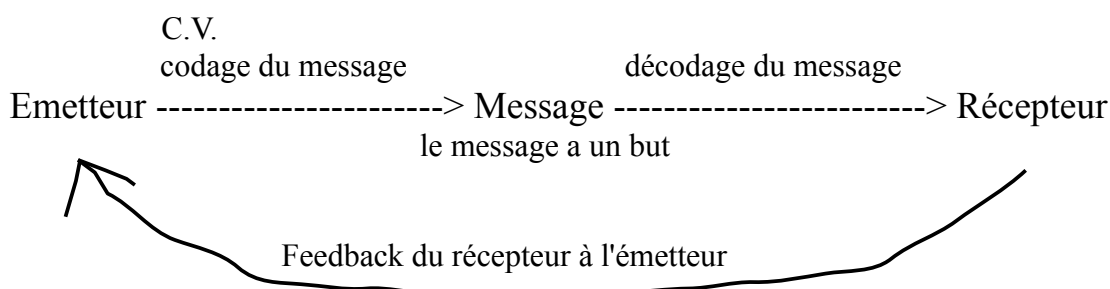 C.V.
codage du message décodage du message
Emetteur -----------------------> Message -------------------------> Récepteur
le message a un but
Feedback du récepteur à l'émetteur